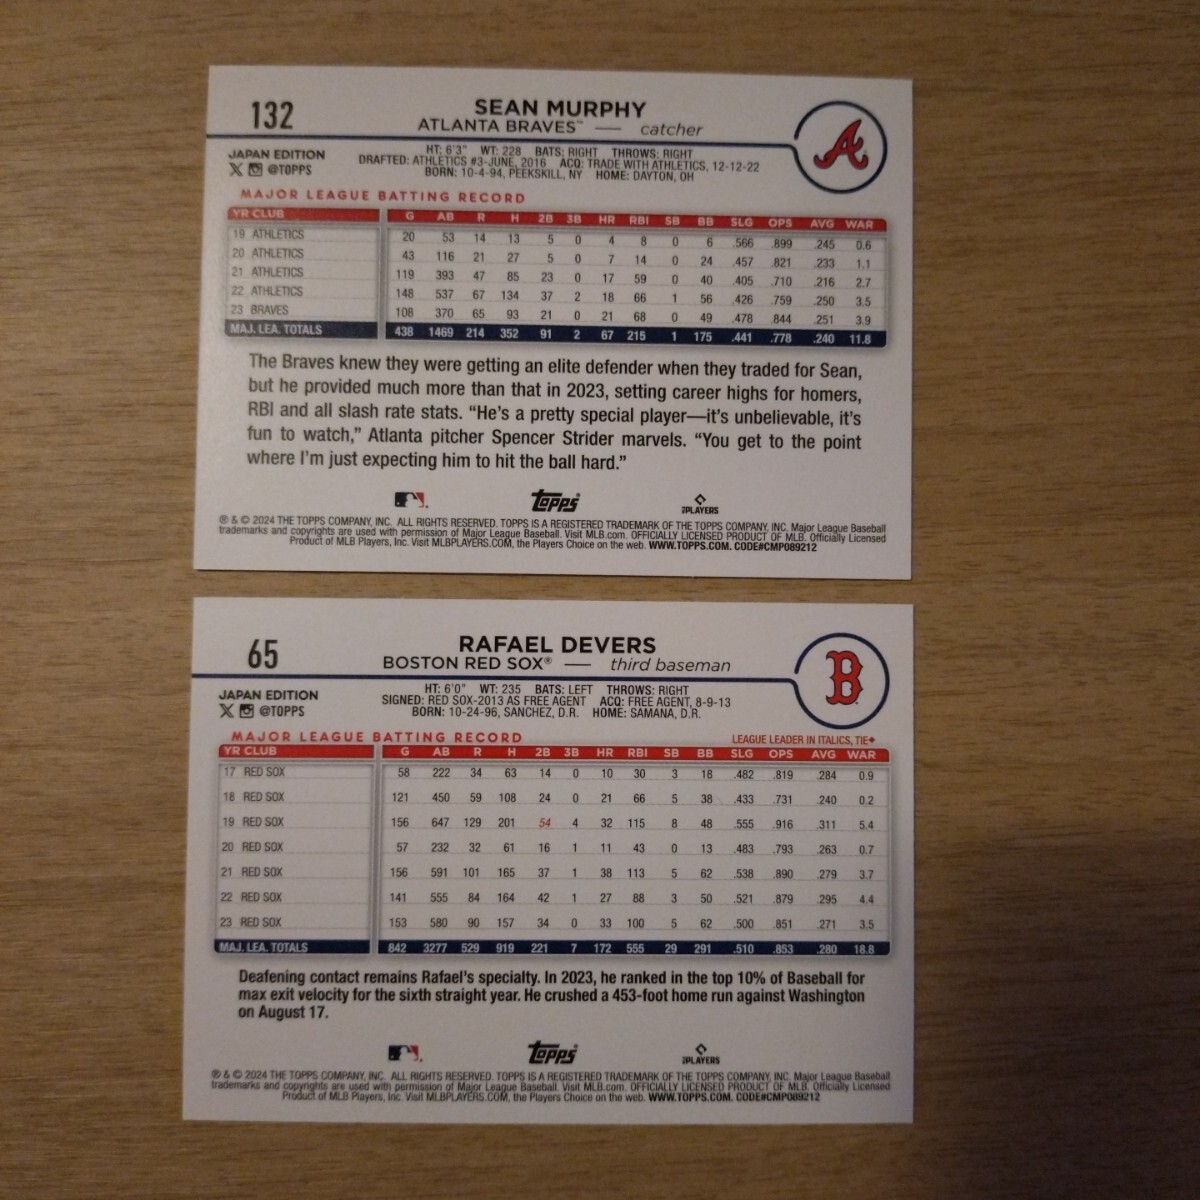 132
SEAN MURPHY
ATLANTA BRAVES™ — catcher
A
JAPAN EDITION
X @TOPPS
HT: 6'3" WT: 228 BATS: RIGHT THROWS: RIGHT
DRAFTED: ATHLETICS #3-JUNE, 2016 ACQ: TRADE WITH ATHLETICS, 12-12-22
BORN: 10-4-94, PEEKSKILL, NY HOME: DAYTON, OH
MAJOR LEAGUE BATTING RECORD
YR CLUB G AB R H 2B 3B HR RBI SB BB SLG OPS AVG WAR
19 ATHLETICS 20 53 14 13 5 0 4 8 0 6 .566 .899 .245 0.6
20 ATHLETICS 43 116 21 27 5 0 7 14 0 24 .457 .821 .233 1.1
21 ATHLETICS 119 393 47 85 23 0 17 59 0 40 .405 .710 .216 2.7
22 ATHLETICS 148 537 67 134 37 2 18 66 1 56 .426 .759 .250 3.5
23 BRAVES 108 370 65 93 21 0 21 68 0 49 .478 .844 .251 3.9
MAJ. LEA. TOTALS 438 1469 214 352 91 2 67 215 1 175 .441 .778 .240 11.8
The Braves knew they were getting an elite defender when they traded for Sean,
but he provided much more than that in 2023, setting career highs for homers,
RBI and all slash rate stats. “He's a pretty special player—it's unbelievable, it's
fun to watch,” Atlanta pitcher Spencer Strider marvels. “You get to the point
where I'm just expecting him to hit the ball hard.”
Topps
PLAYERS
® & © 2024 THE TOPPS COMPANY, INC. ALL RIGHTS RESERVED. TOPPS IS A REGISTERED TRADEMARK OF THE TOPPS COMPANY, INC. Major League Baseball
trademarks and copyrights are used with permission of Major League Baseball. Visit MLB.com. OFFICIALLY LICENSED PRODUCT OF MLB. Officially Licensed
Product of MLB Players, Inc. Visit MLBPLAYERS.COM, the Players Choice on the web. WWW.TOPPS.COM. CODE#CMP089212
65
RAFAEL DEVERS
BOSTON RED SOX® — third baseman
B
JAPAN EDITION
X @TOPPS
HT: 6'0" WT: 235 BATS: LEFT THROWS: RIGHT
SIGNED: RED SOX-2013 AS FREE AGENT ACQ: FREE AGENT, 8-9-13
BORN: 10-24-96, SANCHEZ, D.R. HOME: SAMANA, D.R.
MAJOR LEAGUE BATTING RECORD
LEAGUE LEADER IN ITALICS, TIE♦
YR CLUB G AB R H 2B 3B HR RBI SB BB SLG OPS AVG WAR
17 RED SOX 58 222 34 63 14 0 10 30 3 18 .482 .819 .284 0.9
18 RED SOX 121 450 59 108 24 0 21 66 5 38 .433 .731 .240 0.2
19 RED SOX 156 647 129 201 54 4 32 115 8 48 .555 .916 .311 5.4
20 RED SOX 57 232 32 61 16 1 11 43 0 13 .483 .793 .263 0.7
21 RED SOX 156 591 101 165 37 1 38 113 5 62 .538 .890 .279 3.7
22 RED SOX 141 555 84 164 42 1 27 88 3 50 .521 .879 .295 4.4
23 RED SOX 153 580 90 157 34 0 33 100 5 62 .500 .851 .271 3.5
MAJ. LEA. TOTALS 842 3277 529 919 221 7 172 555 29 291 .510 .853 .280 18.8
Deafening contact remains Rafael's specialty. In 2023, he ranked in the top 10% of Baseball for
max exit velocity for the sixth straight year. He crushed a 453-foot home run against Washington
on August 17.
Topps
PLAYERS
® & © 2024 THE TOPPS COMPANY, INC. ALL RIGHTS RESERVED. TOPPS IS A REGISTERED TRADEMARK OF THE TOPPS COMPANY, INC. Major League Baseball
trademarks and copyrights are used with permission of Major League Baseball. Visit MLB.com. OFFICIALLY LICENSED PRODUCT OF MLB. Officially Licensed
Product of MLB Players, Inc. Visit MLBPLAYERS.COM, the Players Choice on the web. WWW.TOPPS.COM. CODE#CMP089212